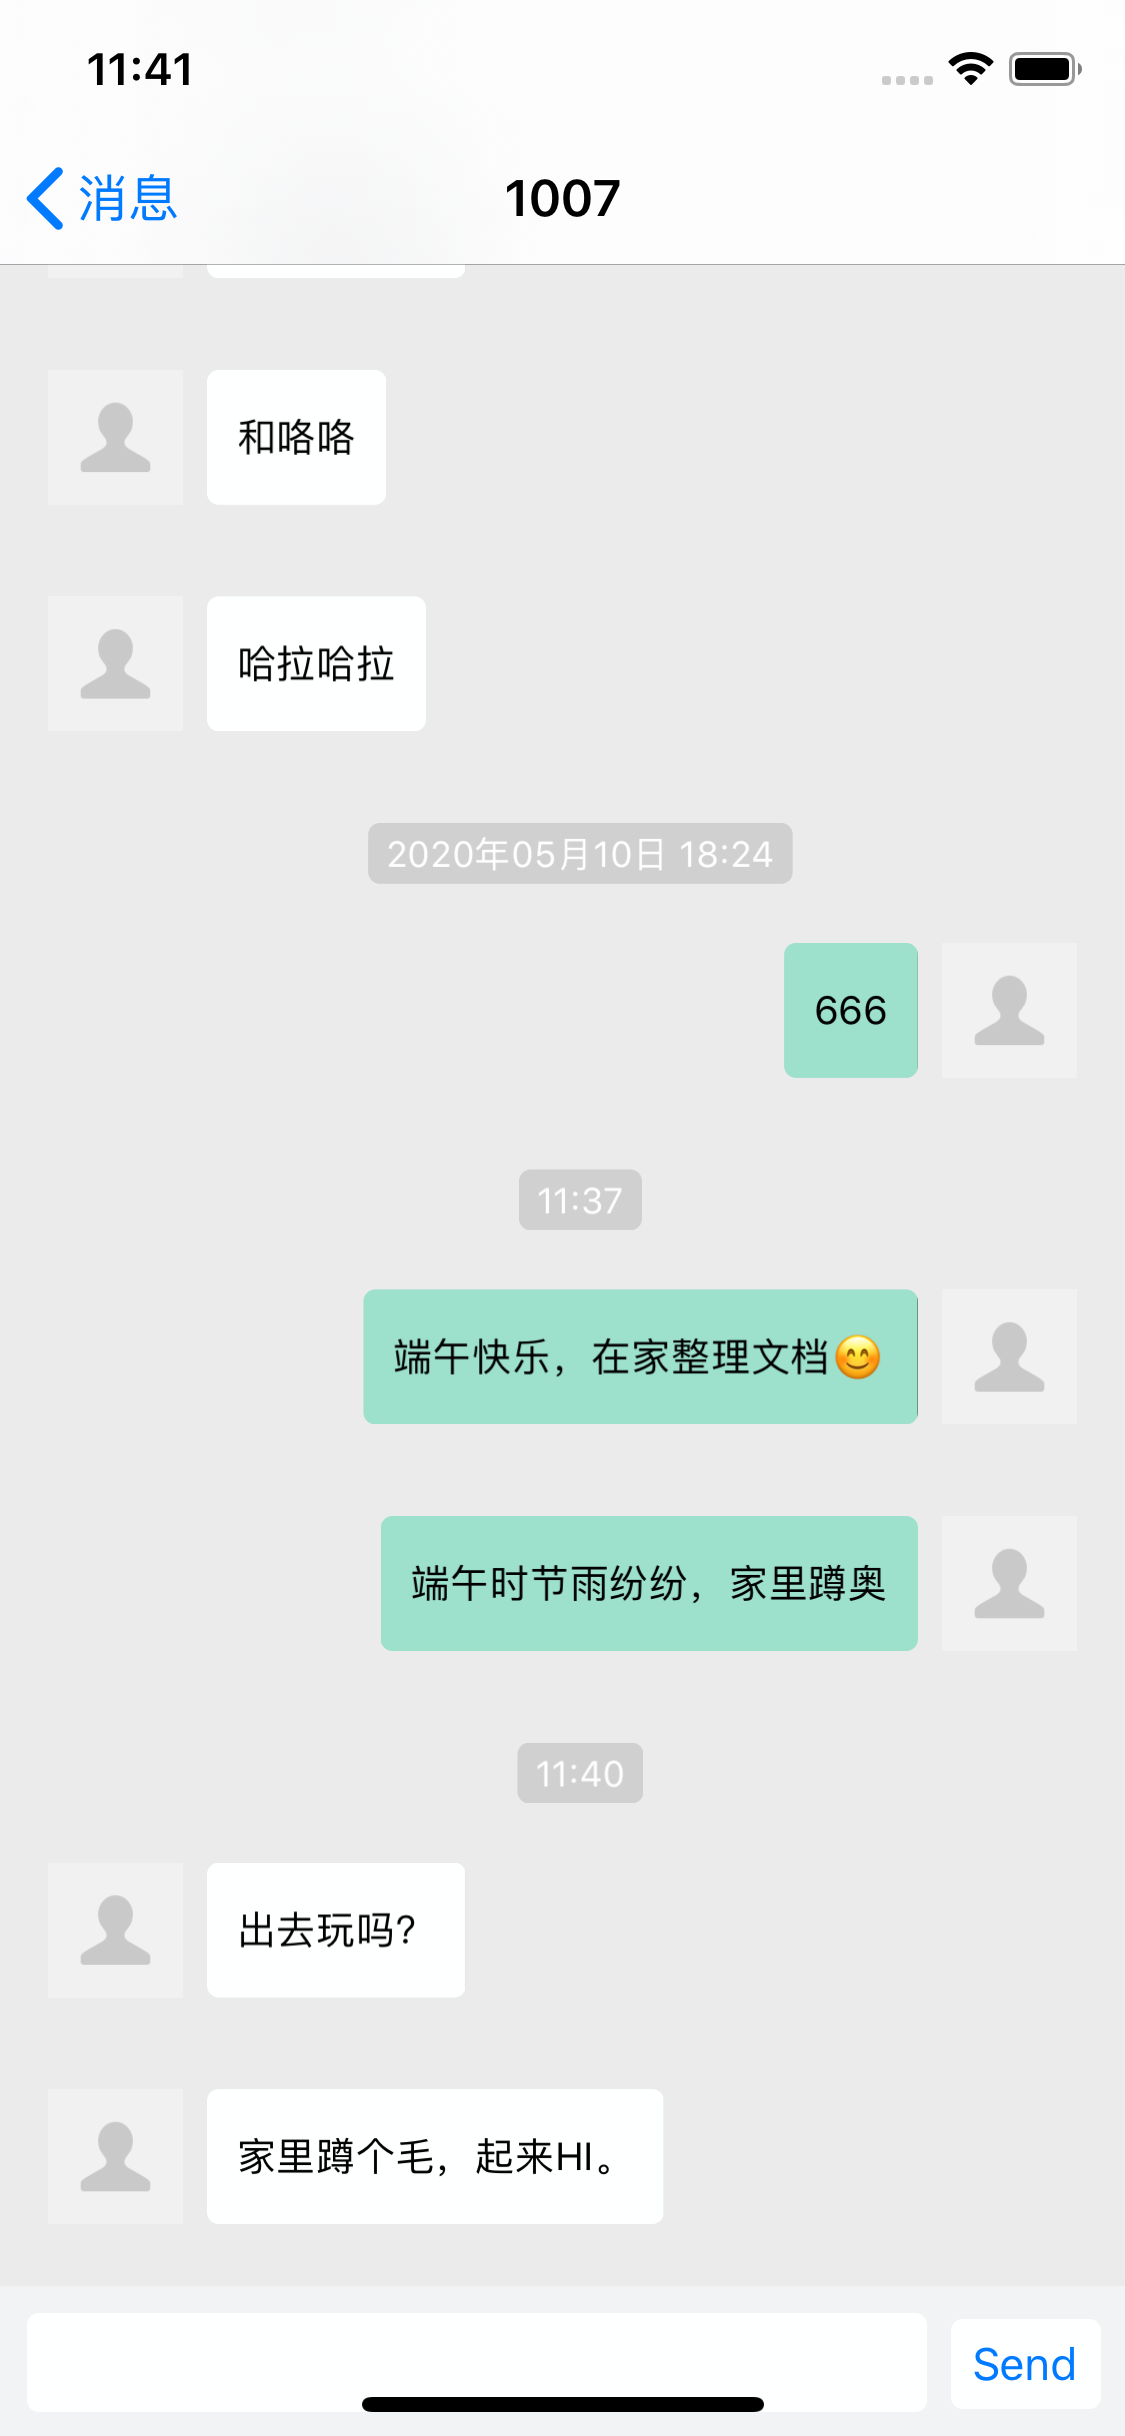 11:41
消息
1007
和咯咯
哈拉哈拉
2020年05月10日 18:24
666
11:37
端午快乐，在家整理文档😊
端午时节雨纷纷，家里蹲奥
11:40
出去玩吗?
家里蹲个毛，起来HI。
Send